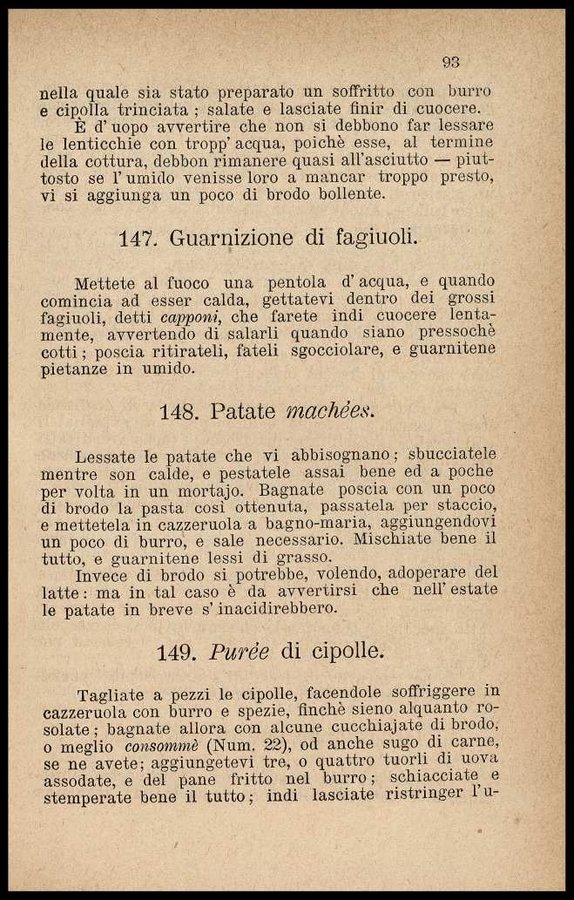 93
nella quale sia stato preparato un soffritto con burro
e cipolla trinciata ; salate e lasciate finir di cuocere.
È d' uopo avvertire che non si debbono far lessare
le lenticchie con tropp' acqua, poichè esse, al termine
della cottura, debbon rimanere quasi all'asciutto — piut-
tosto se l' umido venisse loro a mancar troppo presto,
vi si aggiunga un poco di brodo bollente.
147. Guarnizione di fagiuoli.
Mettete al fuoco una pentola d' acqua, e quando
comincia ad esser calda, gettatevi dentro dei grossi
fagiuoli, detti capponi, che farete indi cuocere lenta-
mente, avvertendo di salarli quando siano pressochè
cotti ; poscia ritirateli, fateli sgocciolare, e guarnitene
pietanze in umido.
148. Patate machées.
Lessate le patate che vi abbisognano ; sbucciatele
mentre son calde, e pestatele assai bene ed a poche
per volta in un mortajo. Bagnate poscia con un poco
di brodo la pasta così ottenuta, passatela per staccio,
e mettetela in cazzeruola a bagno-maria, aggiungendovi
un poco di burro, e sale necessario. Mischiate bene il
tutto, e guarnitene lessi di grasso.
Invece di brodo si potrebbe, volendo, adoperare del
latte : ma in tal caso è da avvertirsi che nell' estate
le patate in breve s' inacidirebbero.
149. Purée di cipolle.
Tagliate a pezzi le cipolle, facendole soffriggere in
cazzeruola con burro e spezie, finchè sieno alquanto ro-
solate ; bagnate allora con alcune cucchiajate di brodo,
o meglio consommè (Num. 22), od anche sugo di carne,
se ne avete; aggiungetevi tre, o quattro tuorli di uova
assodate, e del pane fritto nel burro ; schiacciate e
stemperate bene il tutto ; indi lasciate ristringer l'u-